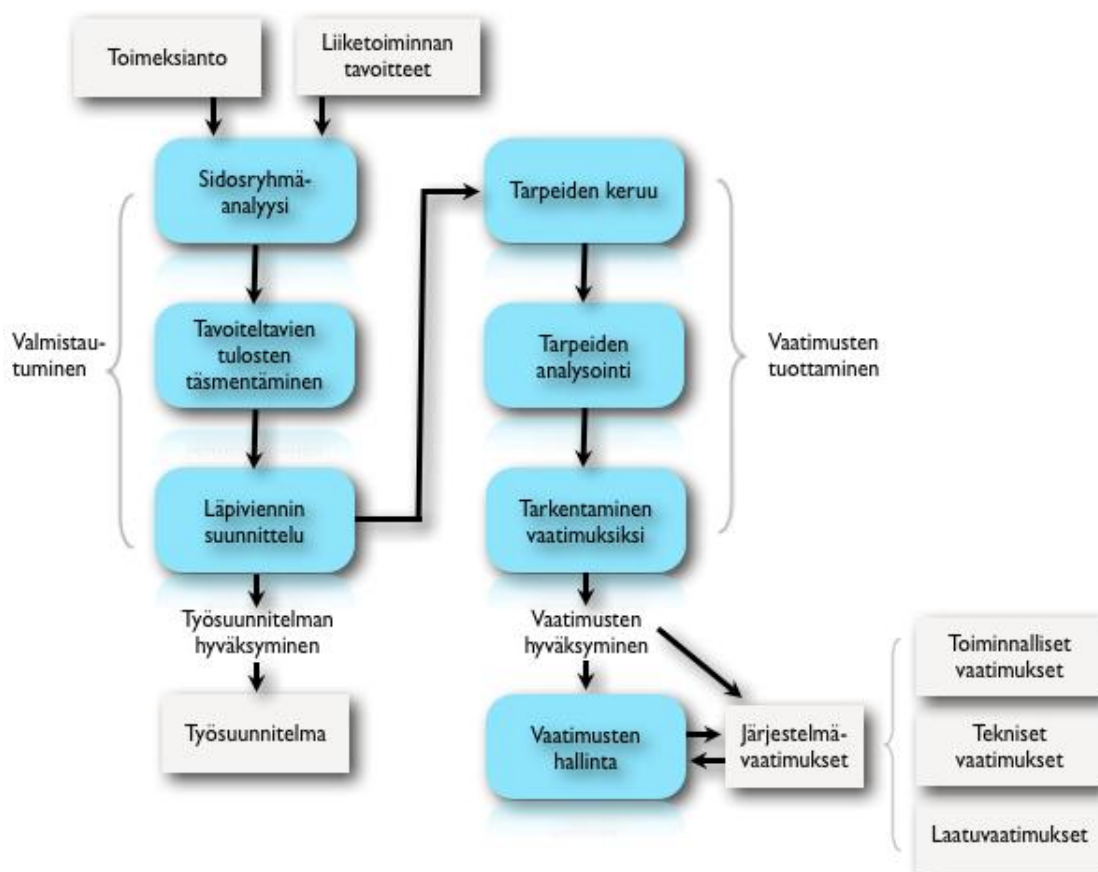 Toimeksianto
Liiketoiminnan
tavoitteet
Sidosryhmä-
analyysi
Tavoiteltavien
tulosten
täsmentäminen
Läpiviennin
suunnittelu
Valmistau-
tuminen
Työsuunnitelman
hyväksyminen
Työsuunnitelma
Tarpeiden keruu
Tarpeiden
analysointi
Tarkentaminen
vaatimuksiksi
Vaatimusten
tuottaminen
Vaatimusten
hyväksyminen
Vaatimusten
hallinta
Järjestelmä-
vaatimukset
Toiminnalliset
vaatimukset
Tekniset
vaatimukset
Laatuvaatimukset